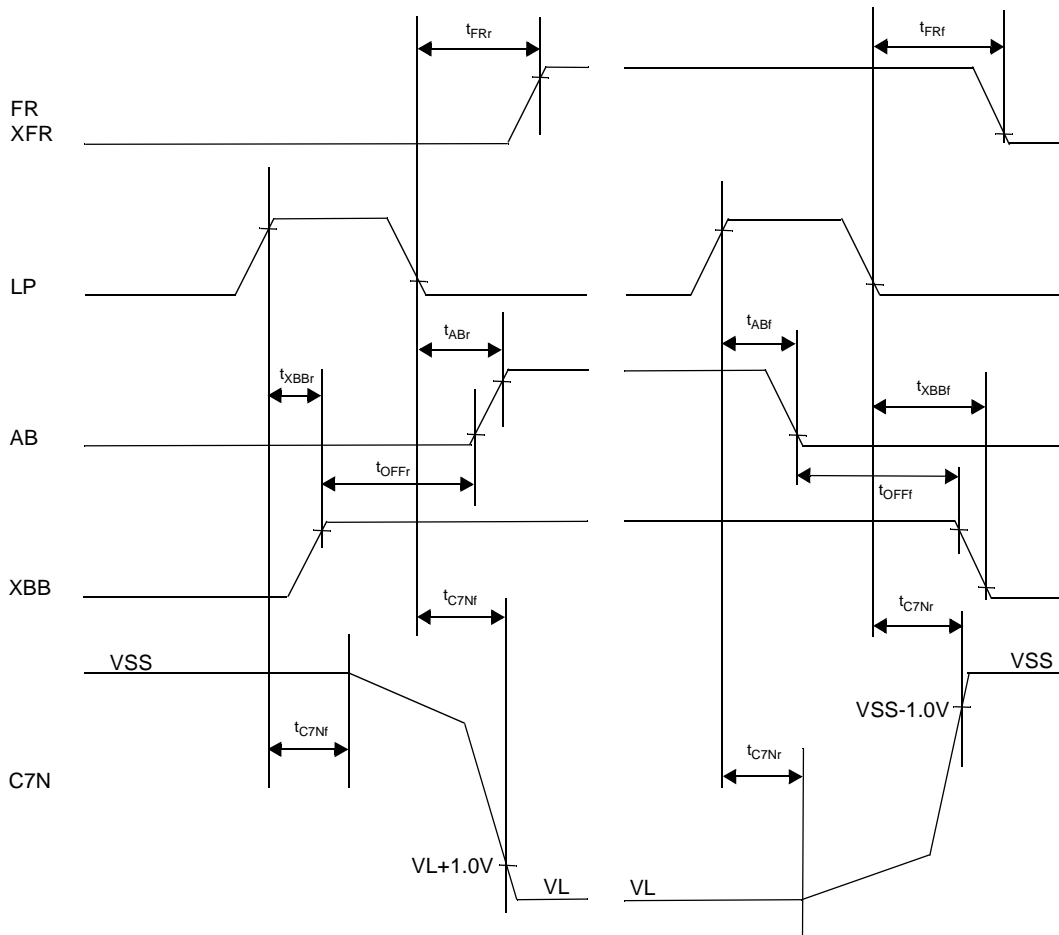 tFRr
tFRf
FR
XFR
LP
tABr
tABf
tXBBr
tXBBf
AB
tOFFr
tOFFf
XBB
tC7Nf
tC7Nr
VSS
VSS
VSS-1.0V
tC7Nf
tC7Nr
C7N
VL+1.0V
VL
VL